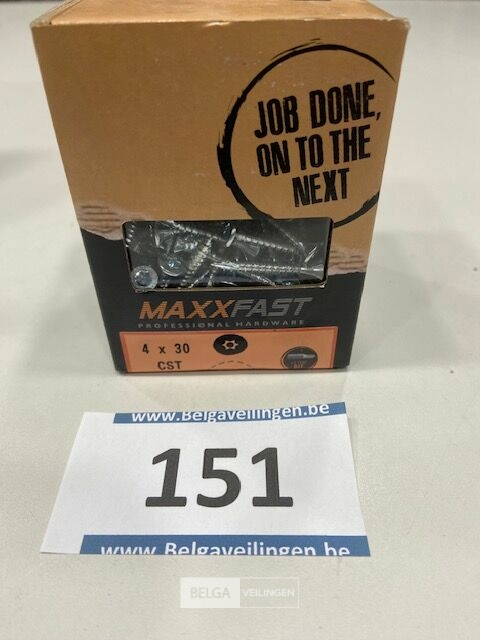 JOB DONE,
ON TO THE
NEXT
MAXXFAST
PROFESSIONAL HARDWARE
4 x 30
CST
www.Belgaveilingen.be
151
www.Belgaveilingen.be
BELGA VEILINGEN